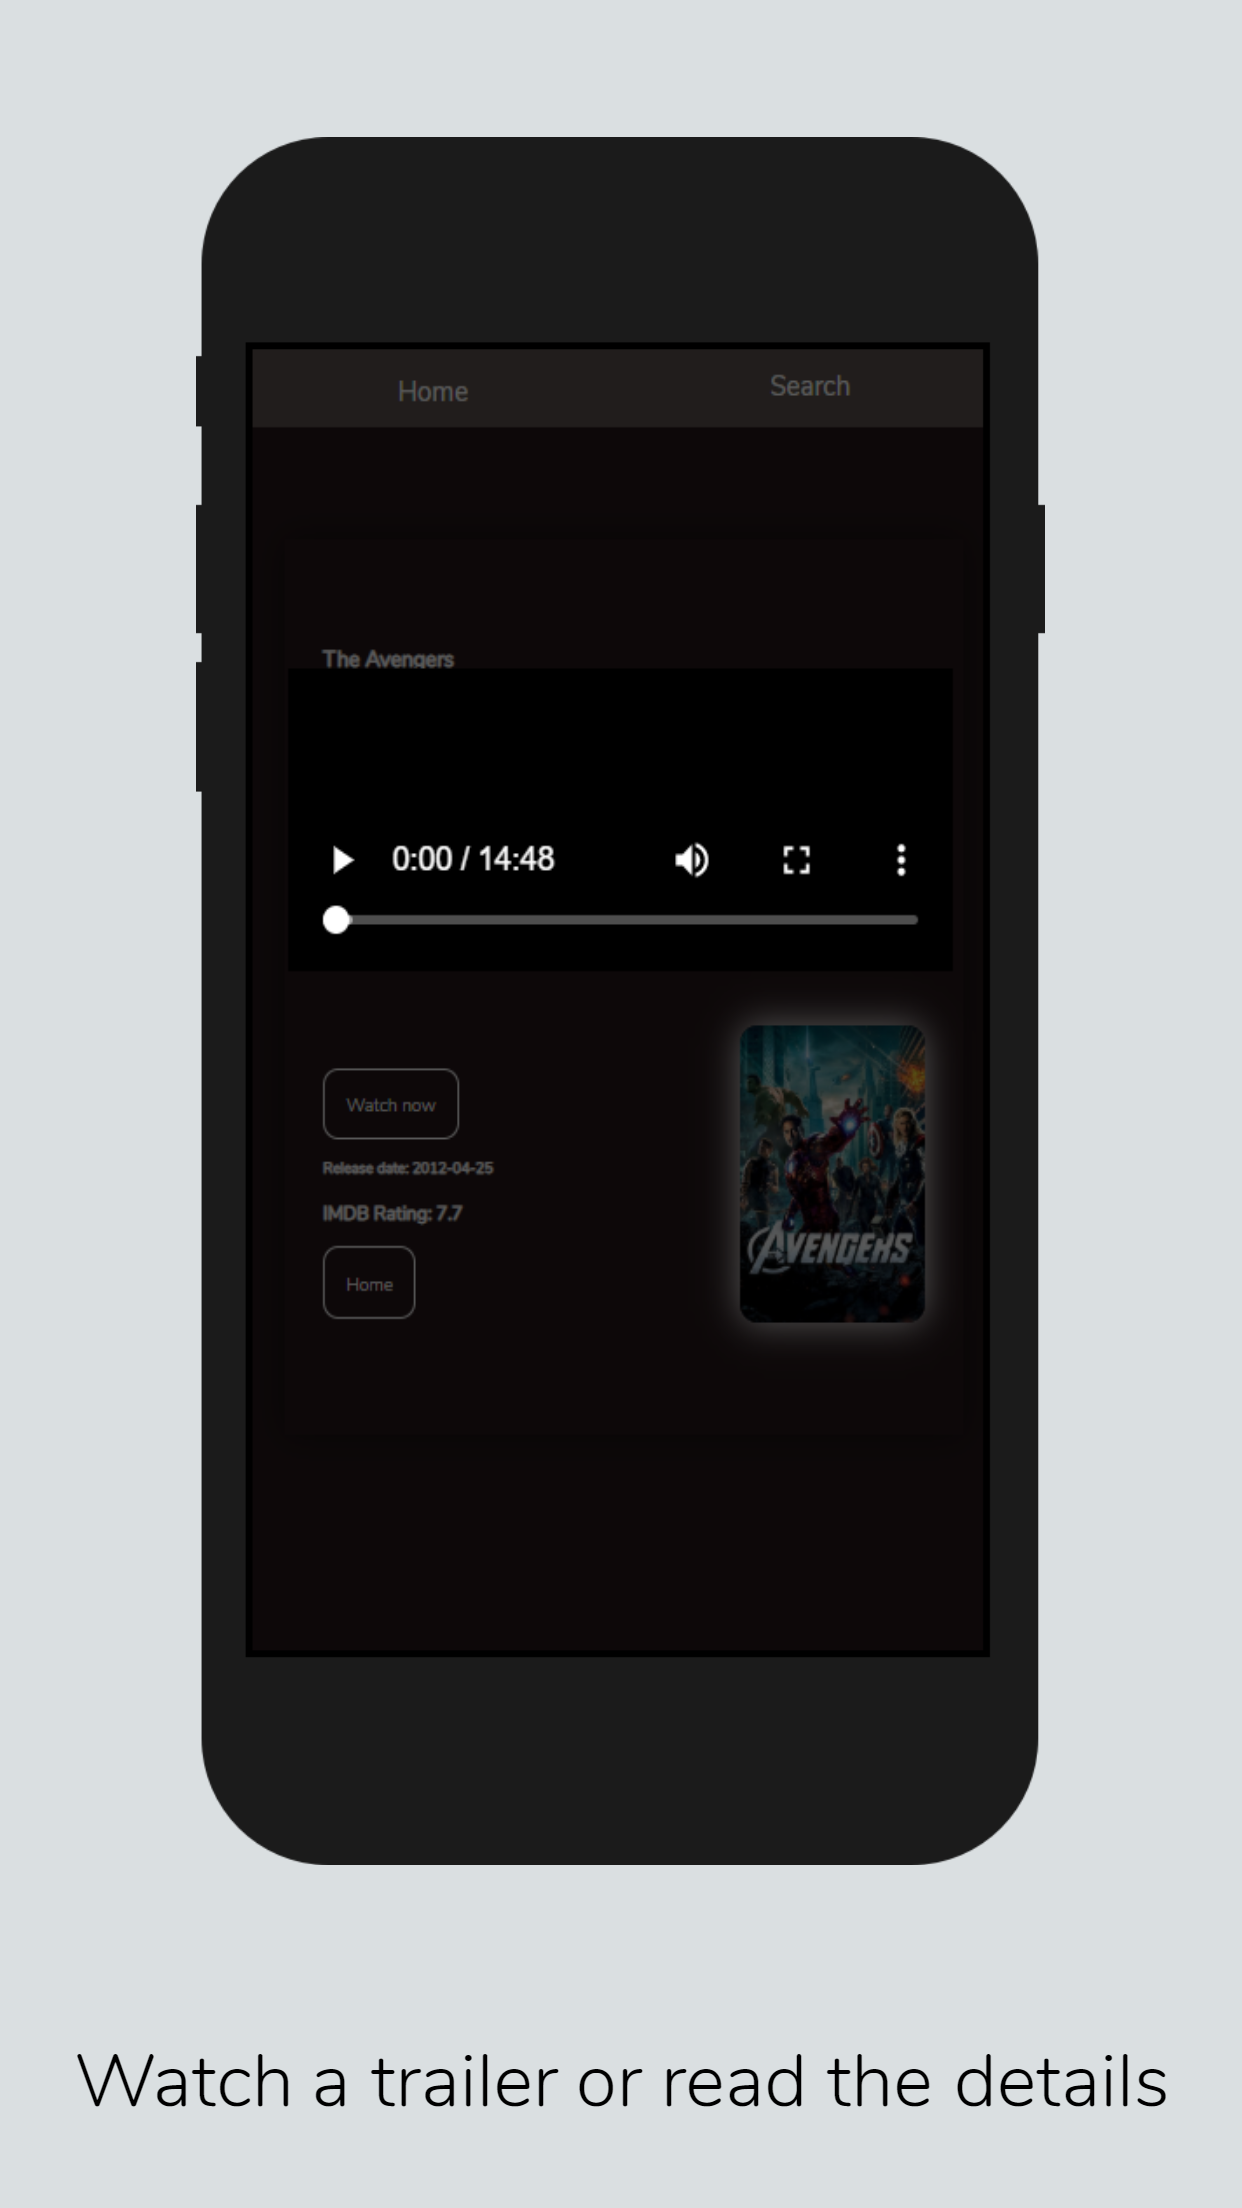 Home
Search
The Avengers
0:00 / 14:48
Watch now
Release date: 2012-04-25
IMDB Rating: 7.7
Home
AVENGERS
Watch a trailer or read the details